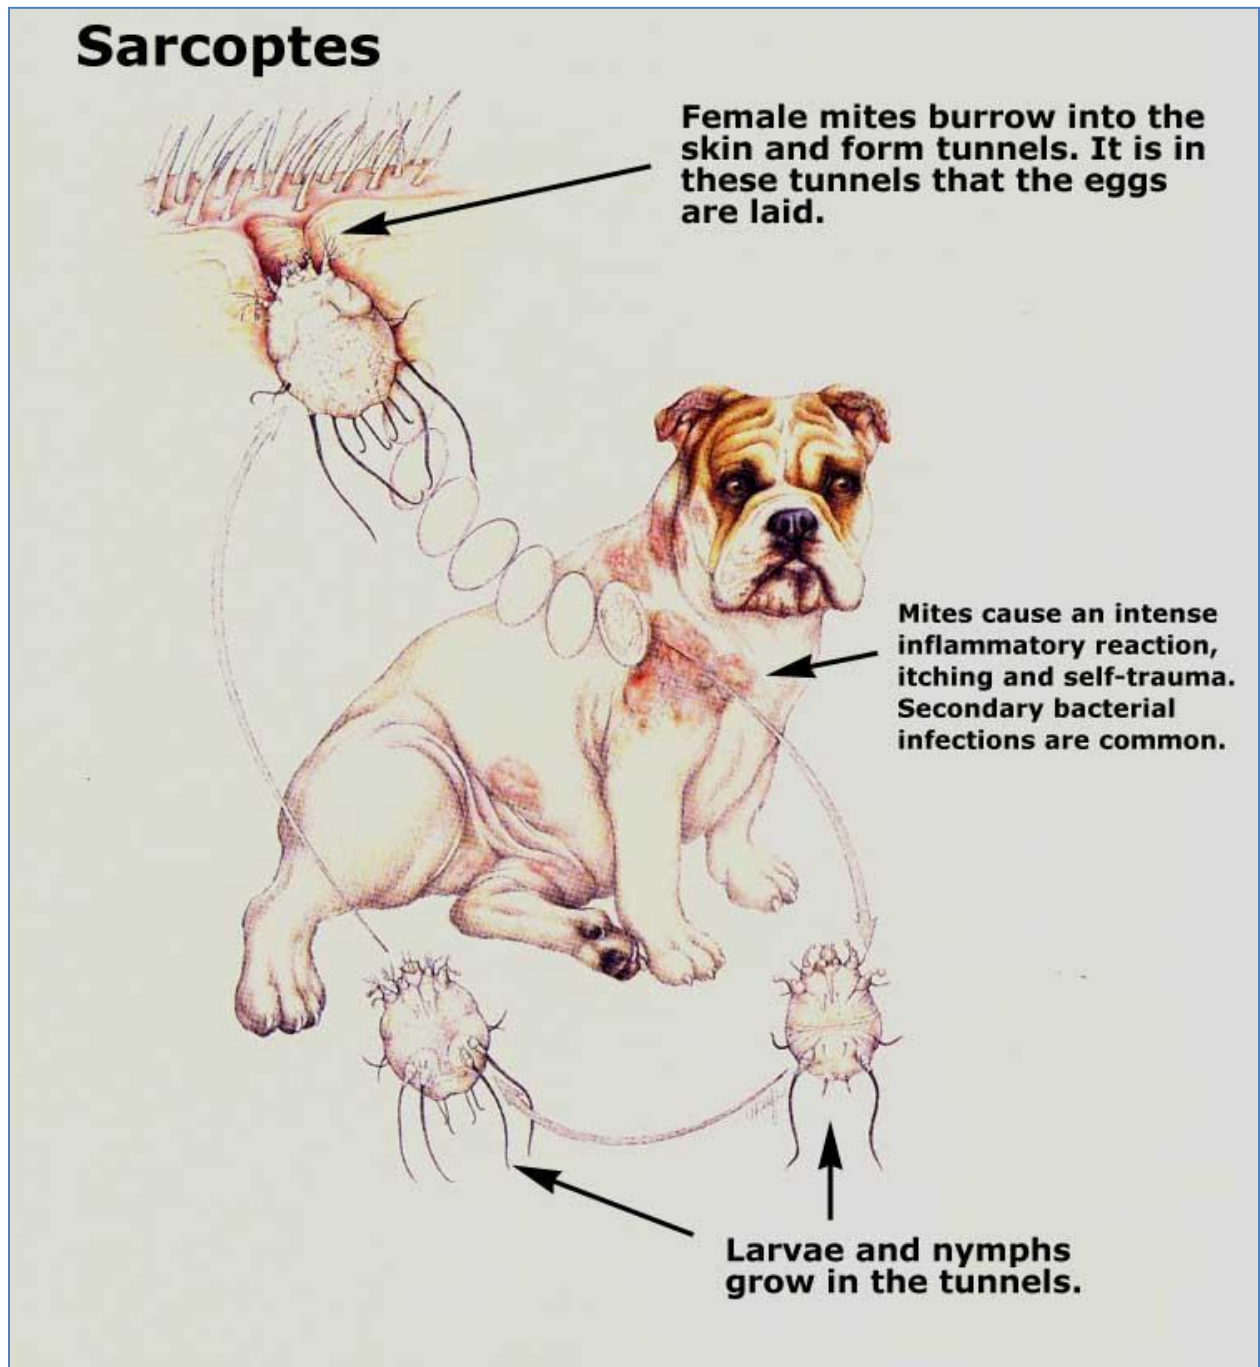 Sarcoptes
Female mites burrow into the
skin and form tunnels. It is in
these tunnels that the eggs
are laid.
Mites cause an intense
inflammatory reaction,
itching and self-trauma.
Secondary bacterial
infections are common.
Larvae and nymphs
grow in the tunnels.